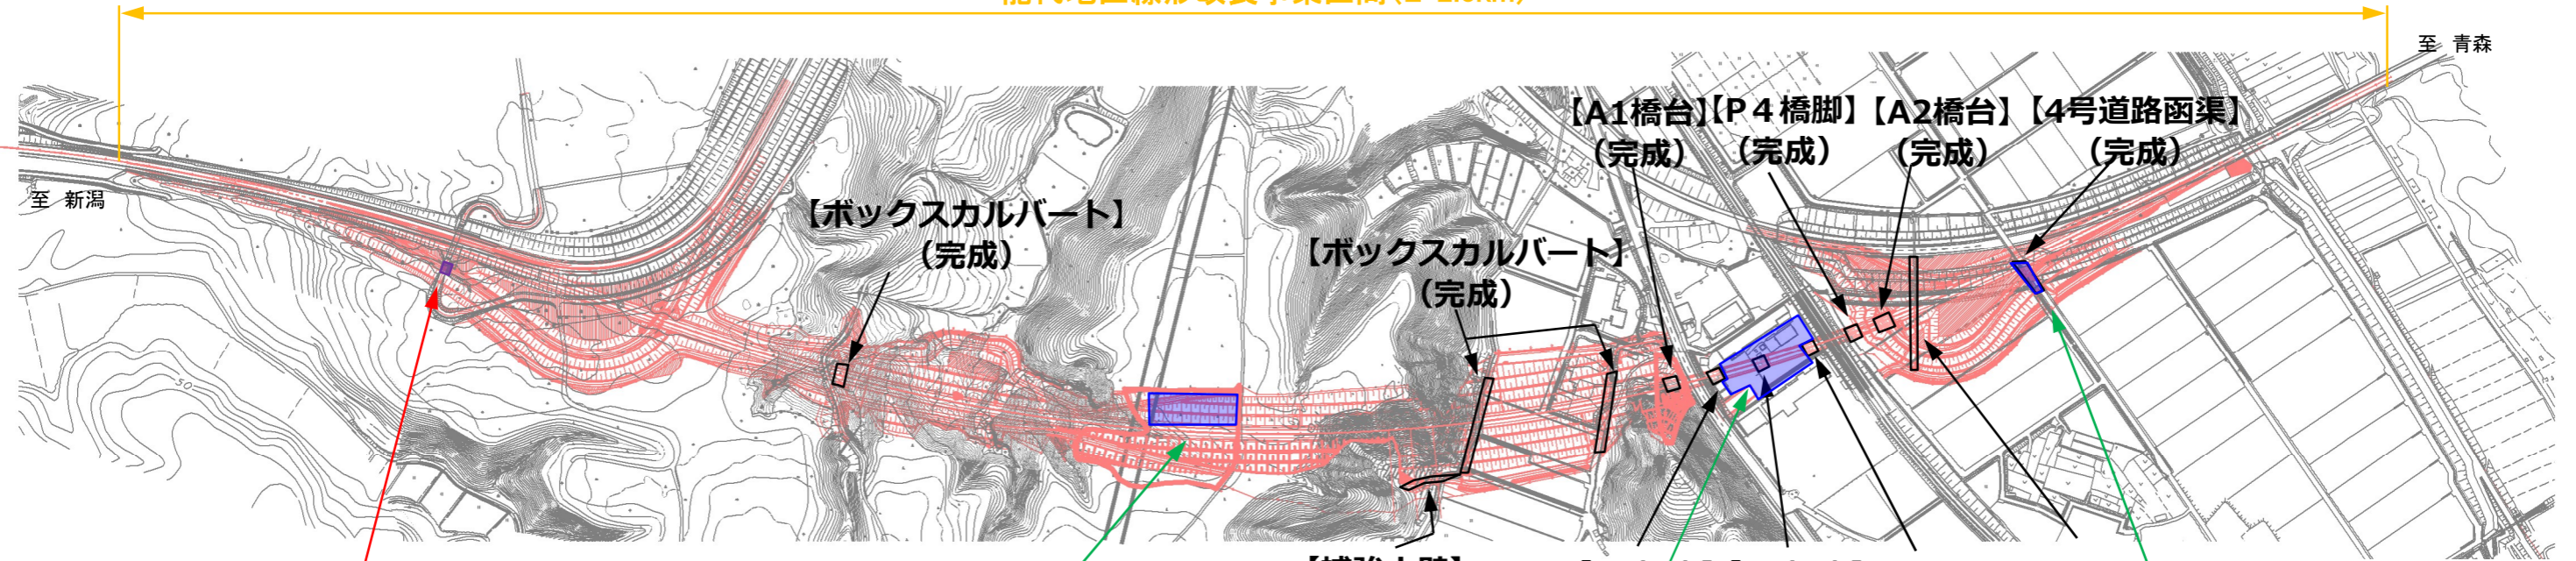 至 青森
【A1橋台】【P4橋脚】【A2橋台】【4号道路函渠】
（完成） （完成） （完成） （完成）
至 新潟
【ボックスカルバート】
（完成）
【ボックスカルバート】
（完成）
50